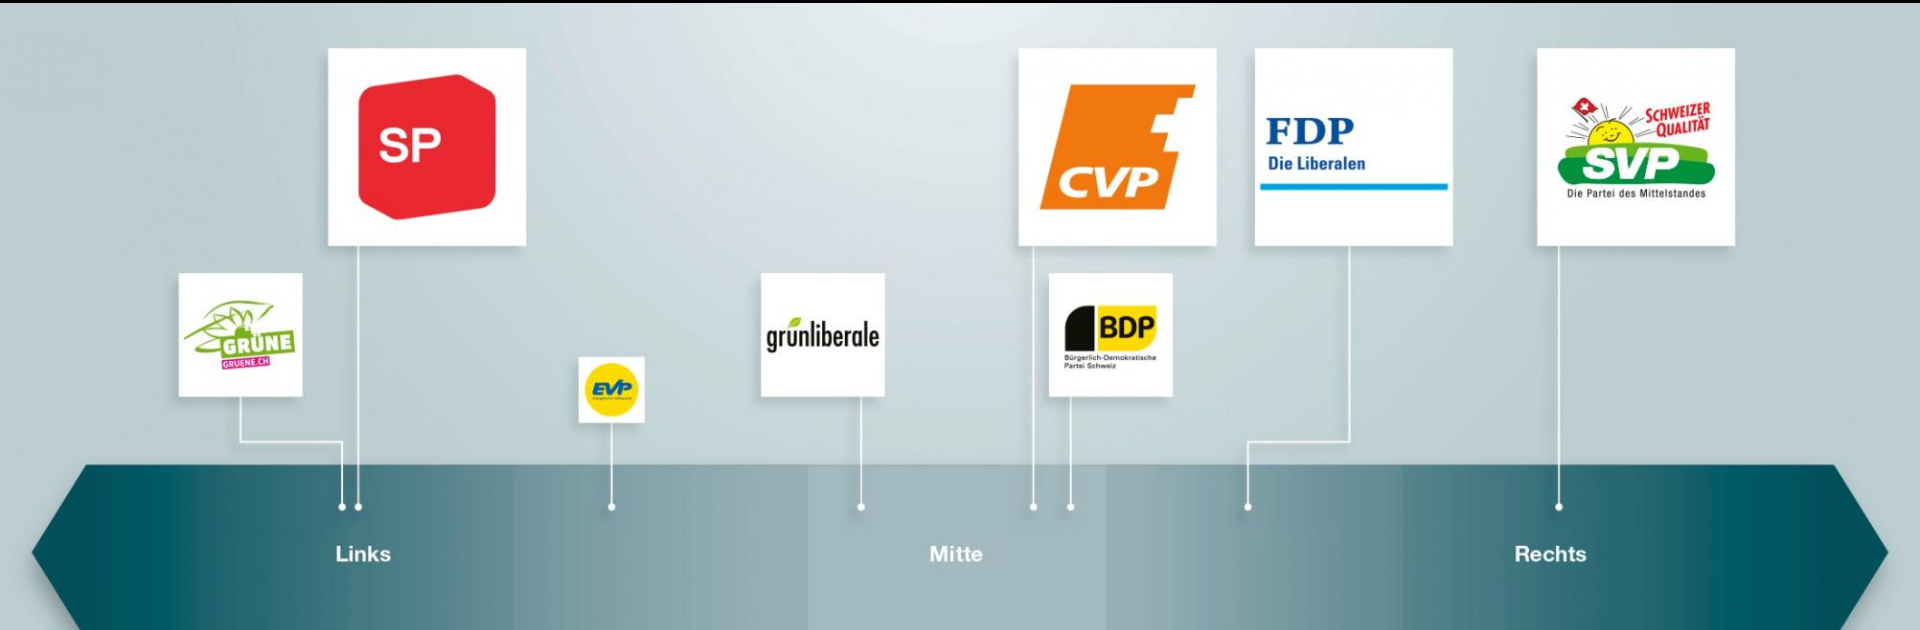 SP
CVP
FDP
Die Liberalen
SCHWEIZER
QUALITÄT
SVP
Die Partei des Mittelstandes
GRÜNE
GRUENE.CH
EVP
grünliberale
BDP
Bürgerlich-Demokratische
Partei Schweiz
Links
Mitte
Rechts